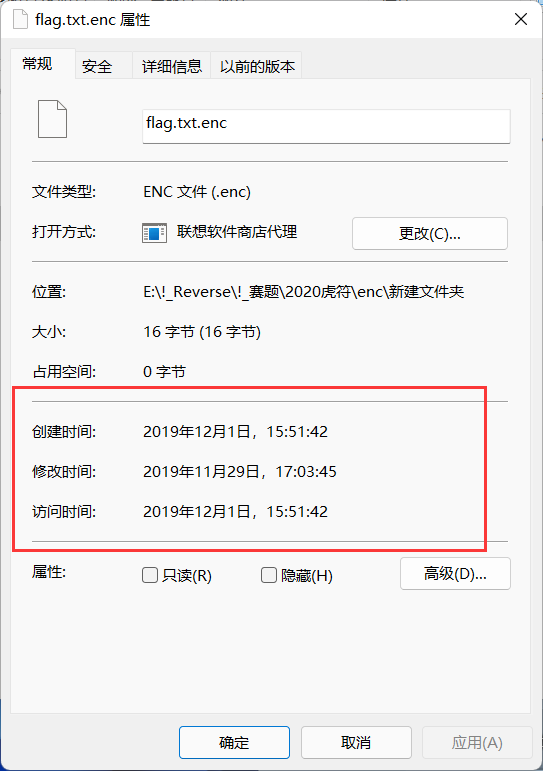 flag.txt.enc 属性
常规 安全 详细信息 以前的版本
flag.txt.enc
文件类型: ENC 文件 (.enc)
打开方式: 联想软件商店代理 更改(C)...
位置: E:\!_Reverse\!_赛题\2020虎符\enc\新建文件夹
大小: 16 字节 (16 字节)
占用空间: 0 字节
创建时间: 2019年12月1日，15:51:42
修改时间: 2019年11月29日，17:03:45
访问时间: 2019年12月1日，15:51:42
属性: 只读(R) 隐藏(H) 高级(D)...
确定 取消 应用(A)